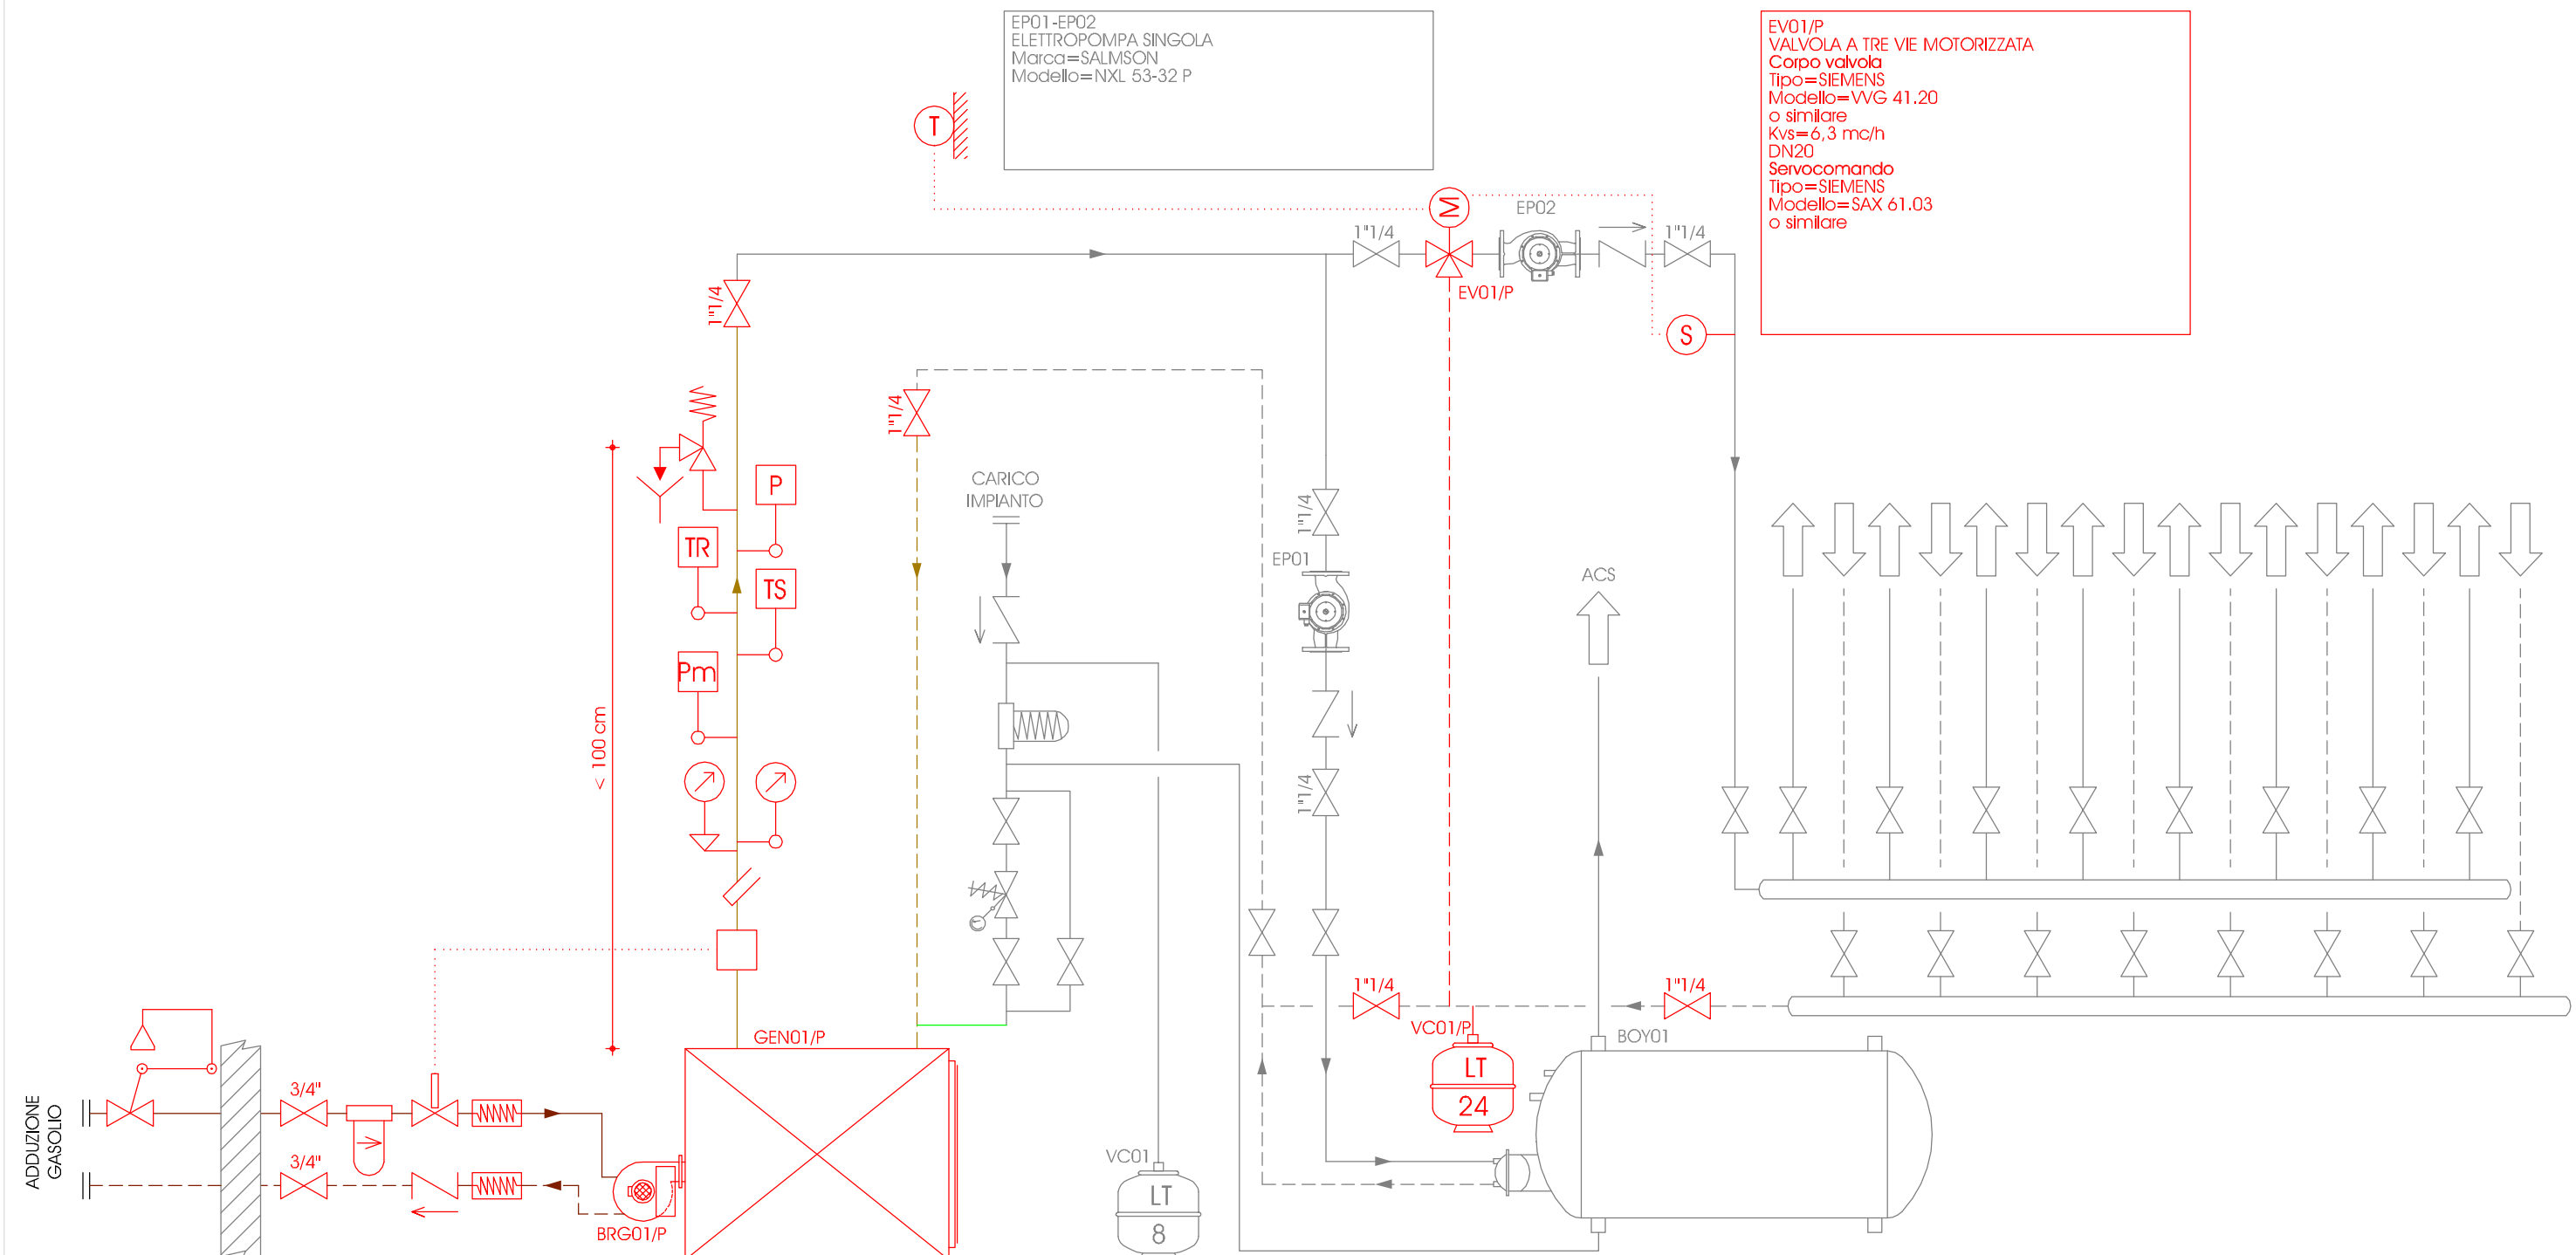 EP01-EP02
ELETTROPOMPA SINGOLA
Marca=SALMSON
Modello=NXL 53-32 P
EV01/P
VALVOLA A TRE VIE MOTORIZZATA
Corpo valvola
Tipo=SIEMENS
Modello=VVG 41.20
o similare
Kvs=6,3 mc/h
DN20
Servocomando
Tipo=SIEMENS
Modello=SAX 61.03
o similare
T
M
EP02
1"1/4
1"1/4
EV01/P
S
1"1/4
1"1/4
P
TR
TS
Pm
< 100 cm
CARICO
IMPIANTO
1"1/4
EP01
1"1/4
ACS
1"1/4
1"1/4
VC01/P
LT
24
BOY01
GEN01/P
ADDUZIONE
GASOLIO
3/4"
3/4"
BRG01/P
VC01
LT
8